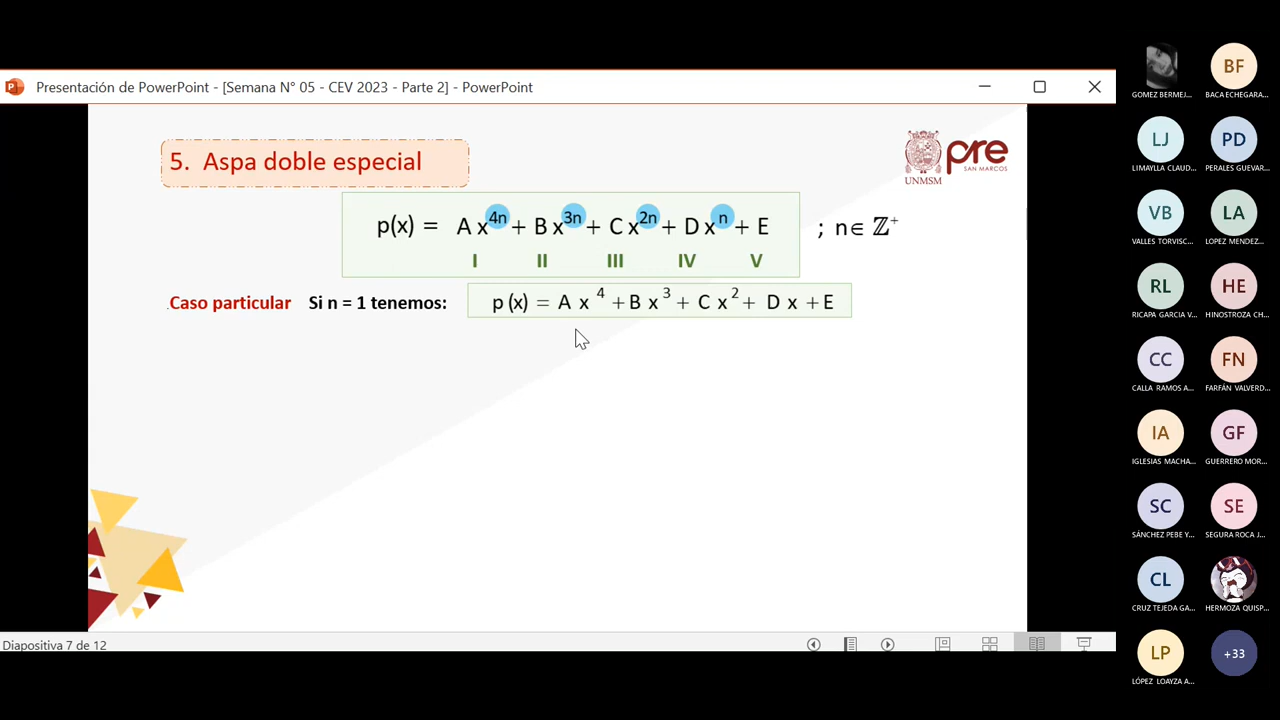 Presentación de PowerPoint - [Semana N° 05 - CEV 2023 - Parte 2] - PowerPoint
5. Aspa doble especial
UNMSM
pre
SAN MARCOS
p(x) = A x^4n + B x^3n + C x^2n + D x^n + E ; n∈ ℤ⁺
I II III IV V
.Caso particular Si n = 1 tenemos: p (x) = A x^4 + B x^3 + C x^2 + D x + E
Diapositiva 7 de 12
GOMEZ BERMEJ...
BF
BACA ECHEGARA...
LJ
LIMAYLLA CLAUD...
PD
PERALES GUEVAR...
VB
VALLES TORVISC...
LA
LOPEZ MENDEZ...
RL
RICAPA GARCIA V...
HE
HINOSTROZA CH...
CC
CALLA RAMOS A...
FN
FARFÁN VALVERD...
IA
IGLESIAS MACHA...
GF
GUERRERO MOR...
SC
SÁNCHEZ PEBE Y...
SE
SEGURA ROCA J...
CL
CRUZ TEJEDA GA...
HERMOZA QUISP...
LP
LÓPEZ LOAYZA A...
+33